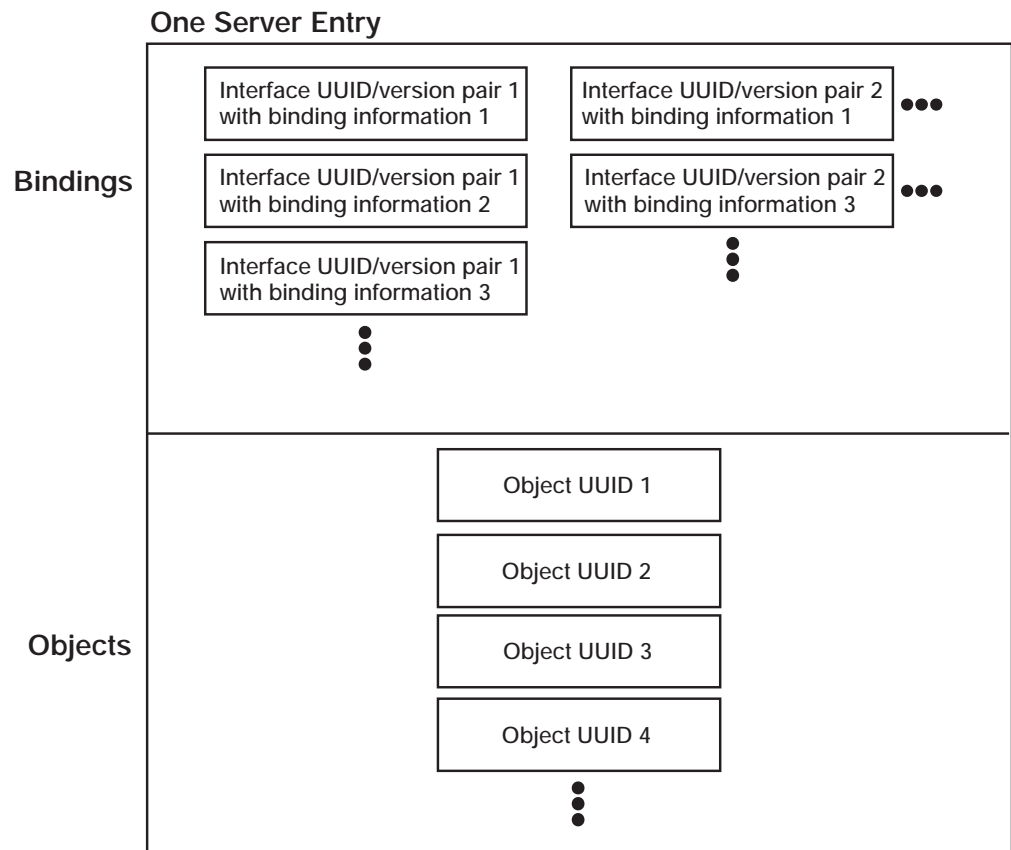 One Server Entry
Bindings
Interface UUID/version pair 1
with binding information 1
Interface UUID/version pair 2
with binding information 1
Interface UUID/version pair 1
with binding information 2
Interface UUID/version pair 2
with binding information 3
Interface UUID/version pair 1
with binding information 3
Objects
Object UUID 1
Object UUID 2
Object UUID 3
Object UUID 4